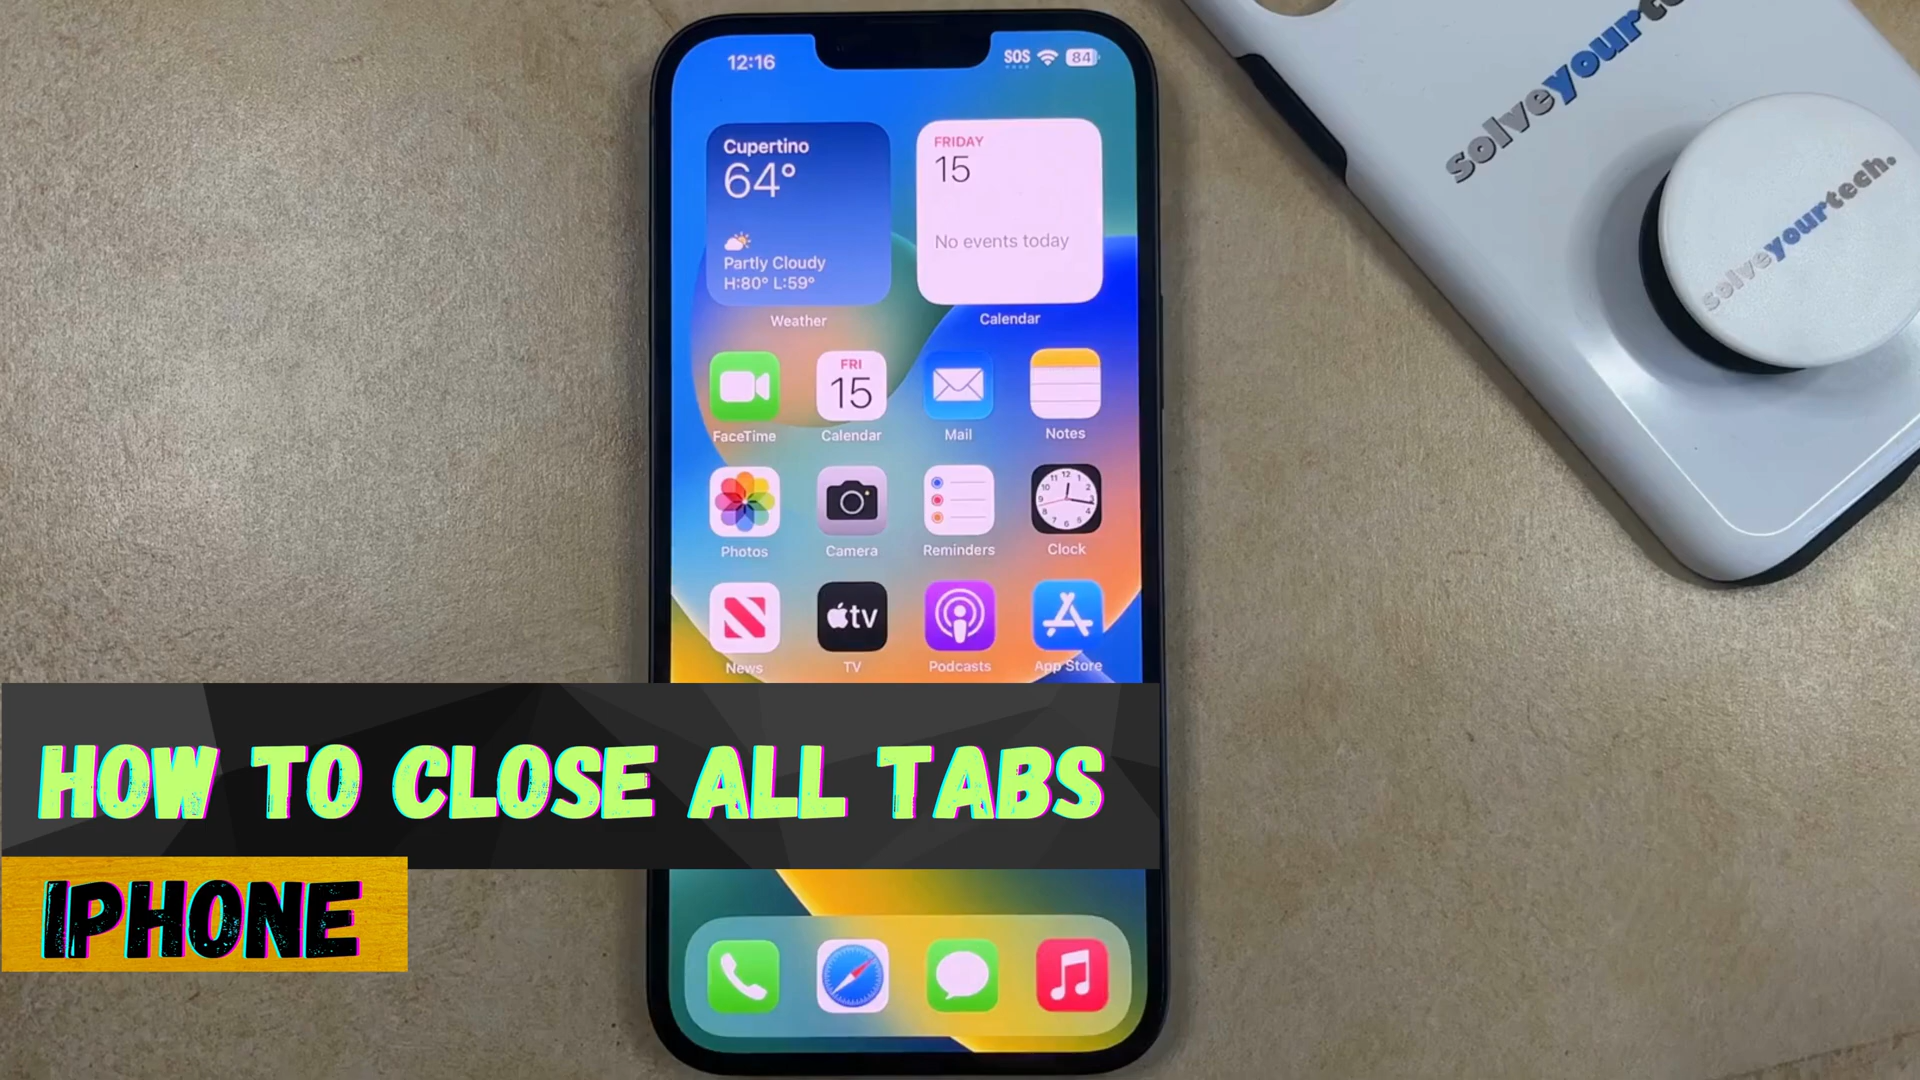 12:16
SOS 84
Cupertino
64°
Partly Cloudy
H:80° L:59°
Weather
FRIDAY
15
No events today
Calendar
FaceTime
FRI
15
Calendar
Mail
Notes
Photos
Camera
Reminders
Clock
News
tv
TV
Podcasts
App Store
HOW TO CLOSE ALL TABS
IPHONE
solveyourte
solveyourtech.